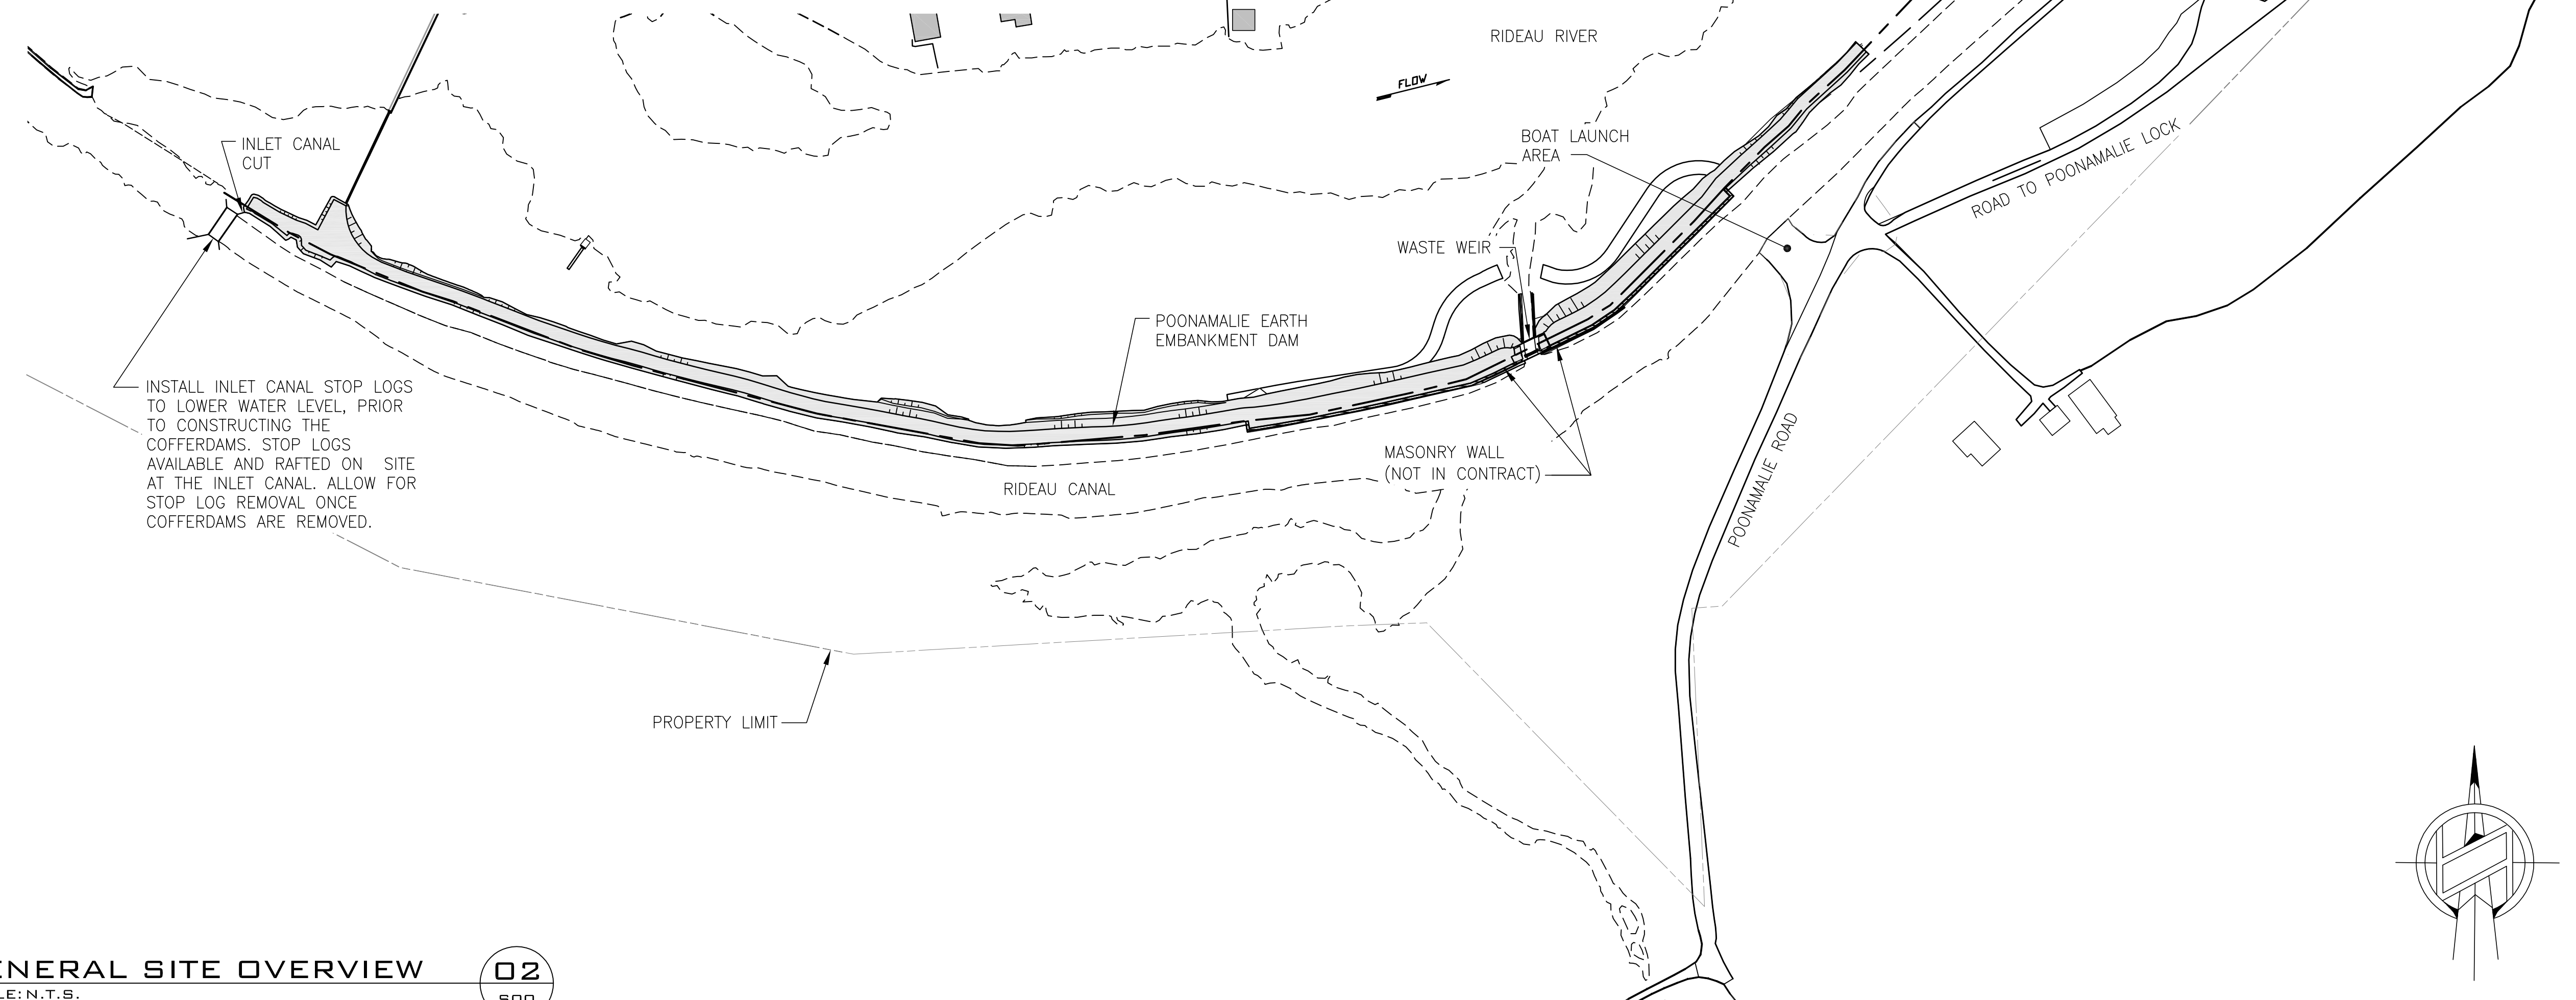 RIDEAU RIVER
FLOW
INLET CANAL
CUT
BOAT LAUNCH
AREA
ROAD TO POONAMALIE LOCK
WASTE WEIR
POONAMALIE EARTH
EMBANKMENT DAM
INSTALL INLET CANAL STOP LOGS
TO LOWER WATER LEVEL, PRIOR
TO CONSTRUCTING THE
COFFERDAMS. STOP LOGS
AVAILABLE AND RAFTED ON SITE
AT THE INLET CANAL. ALLOW FOR
STOP LOG REMOVAL ONCE
COFFERDAMS ARE REMOVED.
MASONRY WALL
(NOT IN CONTRACT)
RIDEAU CANAL
POONAMALIE ROAD
PROPERTY LIMIT
ENERAL SITE OVERVIEW
02
LE: N.T.S.